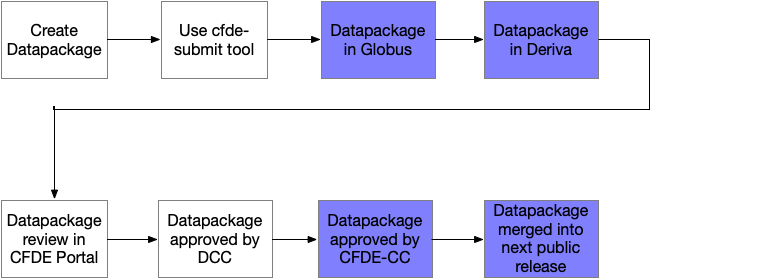 Create
Datapackage
Use cfde-
submit tool
Datapackage
in Globus
Datapackage
in Deriva
Datapackage
review in
CFDE Portal
Datapackage
approved by
DCC
Datapackage
approved by
CFDE-CC
Datapackage
merged into
next public
release